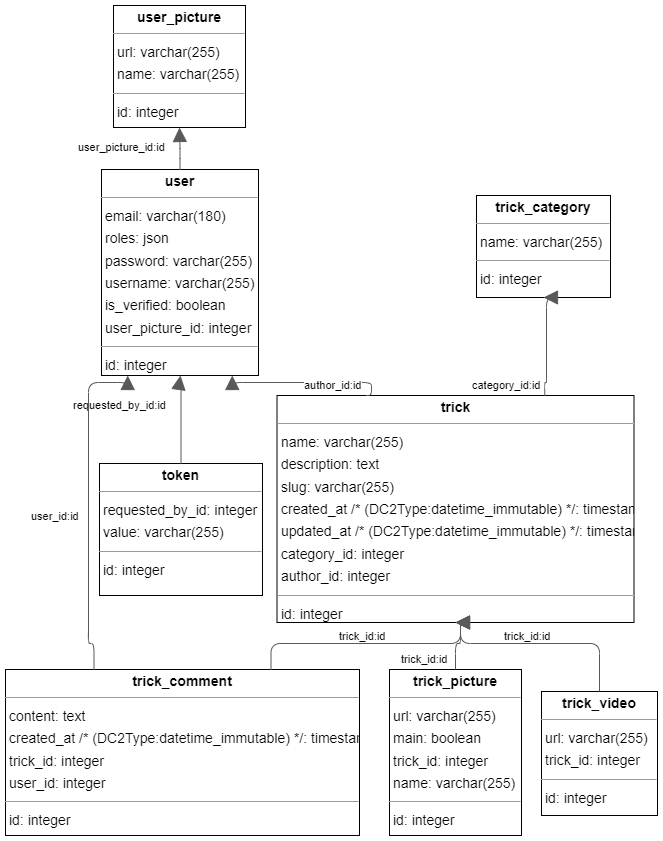 user_picture
url: varchar(255)
name: varchar(255)
id: integer
user_picture_id:id
user
email: varchar(180)
roles: json
password: varchar(255)
username: varchar(255)
is_verified: boolean
user_picture_id: integer
id: integer
trick_category
name: varchar(255)
id: integer
requested_by_id:id
author_id:id
category_id:id
user_id:id
token
requested_by_id: integer
value: varchar(255)
id: integer
trick
name: varchar(255)
description: text
slug: varchar(255)
created_at /* (DC2Type:datetime_immutable) */: timestan
updated_at /* (DC2Type:datetime_immutable) */: timestan
category_id: integer
author_id: integer
id: integer
trick_id:id
trick_id:id
trick_id:id
trick_comment
content: text
created_at /* (DC2Type:datetime_immutable) */: timestan
trick_id: integer
user_id: integer
id: integer
trick_picture
url: varchar(255)
main: boolean
trick_id: integer
name: varchar(255)
id: integer
trick_video
url: varchar(255)
trick_id: integer
id: integer